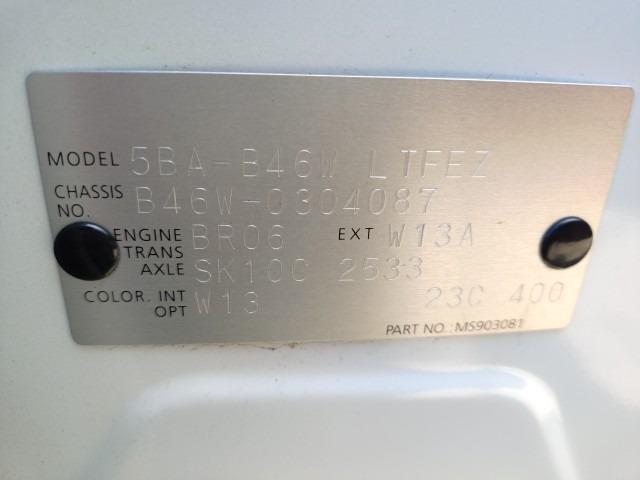 MODEL 5BA-B46W LTFEZ
CHASSIS NO. B46W-0304087
ENGINE BR06 EXT W13A
TRANS AXLE SK10C 2533
COLOR. INT W13 23C 400
OPT
PART NO.: MS903081